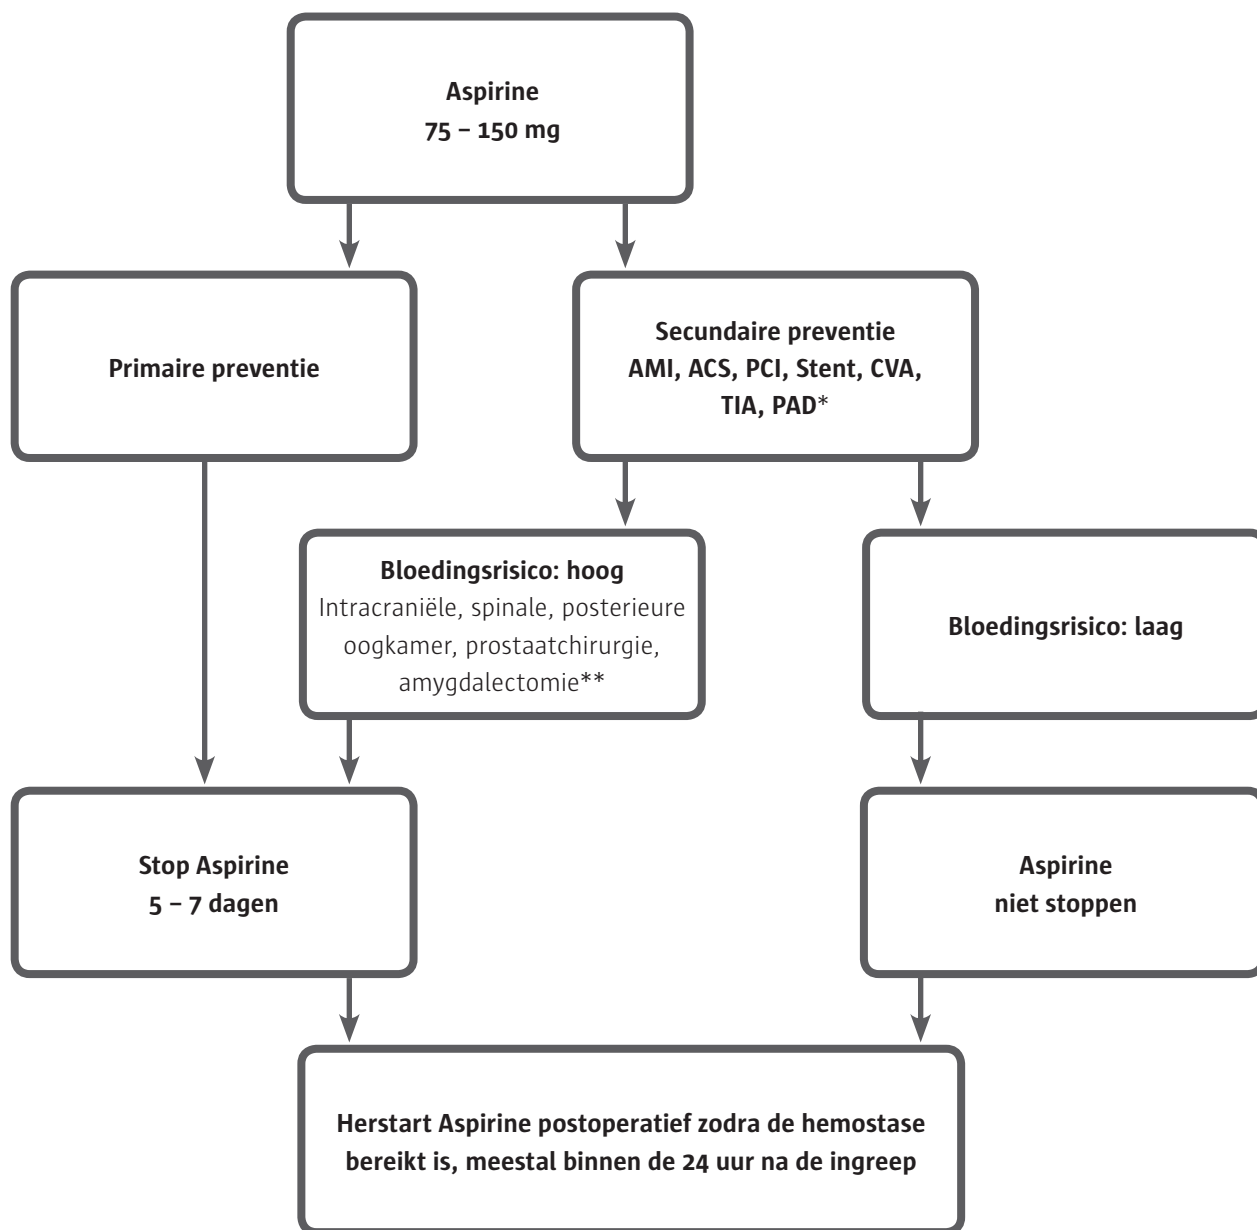 Aspirine
75 – 150 mg
Primaire preventie
Secundaire preventie
AMI, ACS, PCI, Stent, CVA,
TIA, PAD*
Bloedingsrisico: hoog
Intracraniële, spinale, posterieure
oogkamer, prostaatchirurgie,
amygdalectomie**
Bloedingsrisico: laag
Stop Aspirine
5 – 7 dagen
Aspirine
niet stoppen
Herstart Aspirine postoperatief zodra de hemostase
bereikt is, meestal binnen de 24 uur na de ingreep